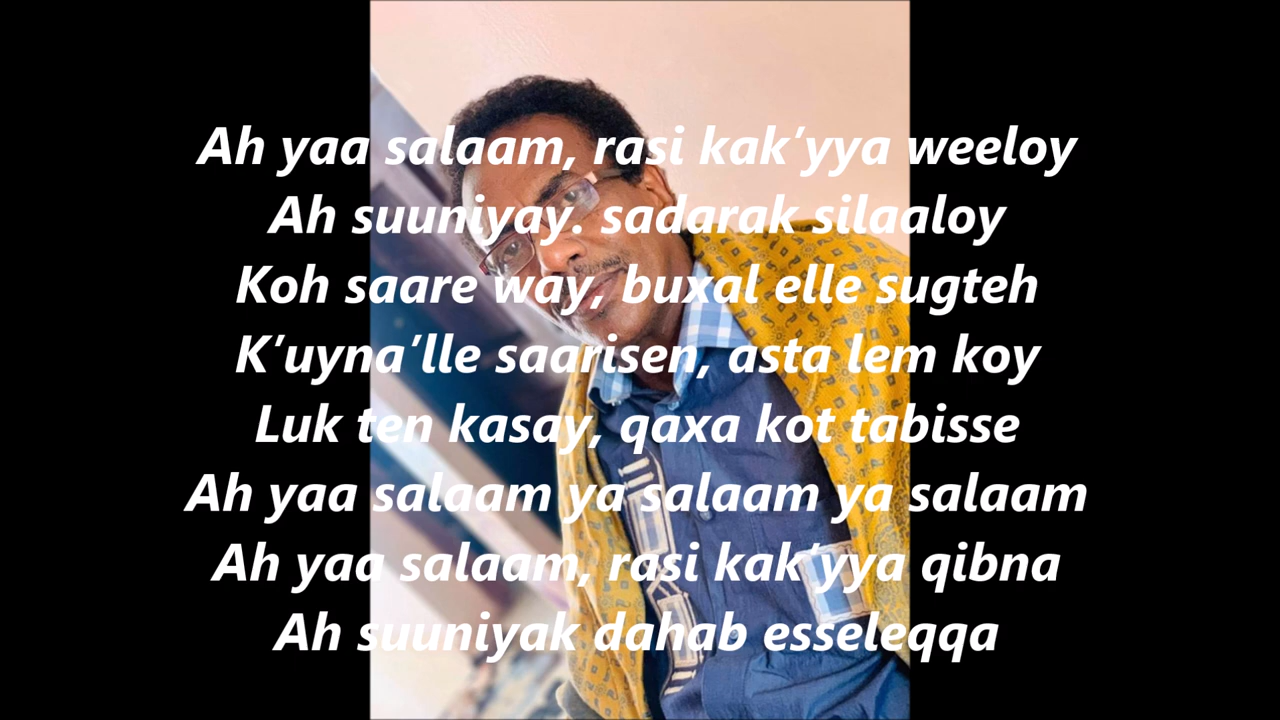 Ah yaa salaam, rasi kak’yya weeloy
Ah suuniyay. sadarak silaaloy
Koh saare way, buxal elle sugteh
K’uyna’lle saarisen, asta lem koy
Luk ten kasay, qaxa kot tabisse
Ah yaa salaam ya salaam ya salaam
Ah yaa salaam, rasi kak’yya qibna
Ah suuniyak dahab esseleqqa